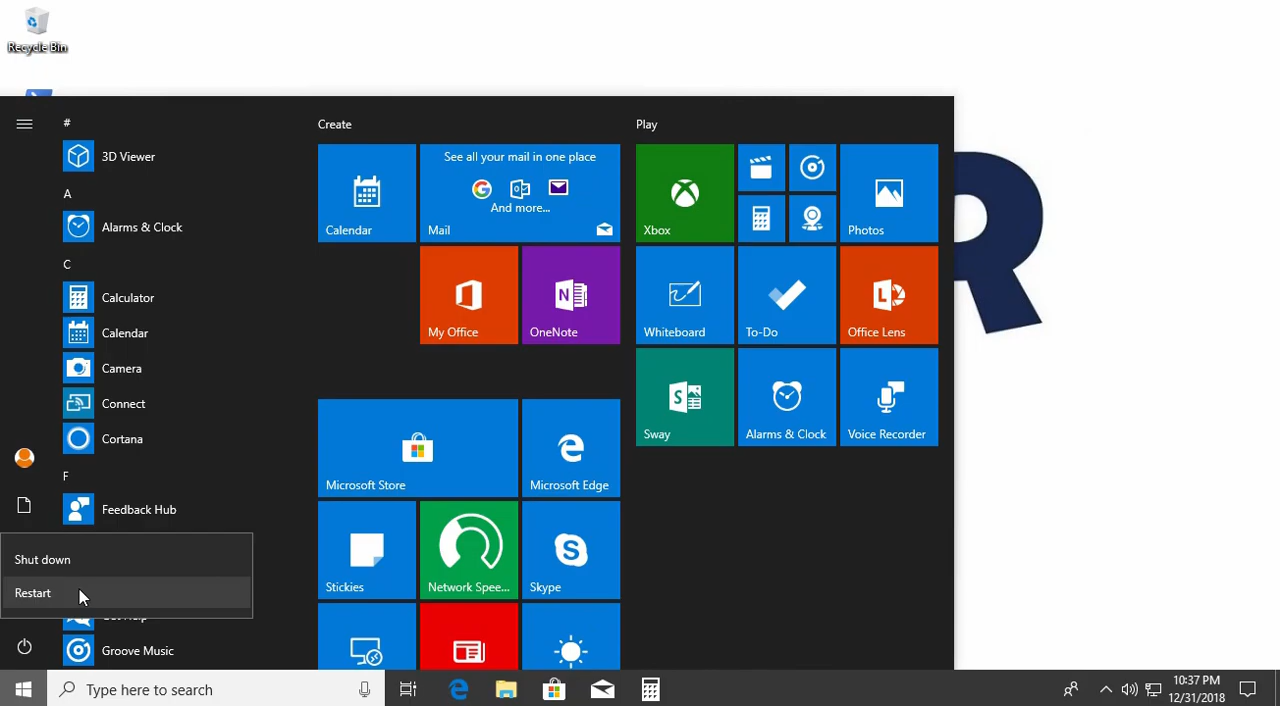 Recycle Bin
#
3D Viewer
A
Alarms & Clock
C
Calculator
Calendar
Camera
Connect
Cortana
F
Feedback Hub
Shut down
Restart
Get Help
Groove Music
Create
Calendar
See all your mail in one place
And more...
Mail
My Office
OneNote
Microsoft Store
Microsoft Edge
Stickies
Network Spee...
Skype
Play
Xbox
Photos
Whiteboard
To-Do
Office Lens
Sway
Alarms & Clock
Voice Recorder
R
Type here to search
10:37 PM
12/31/2018